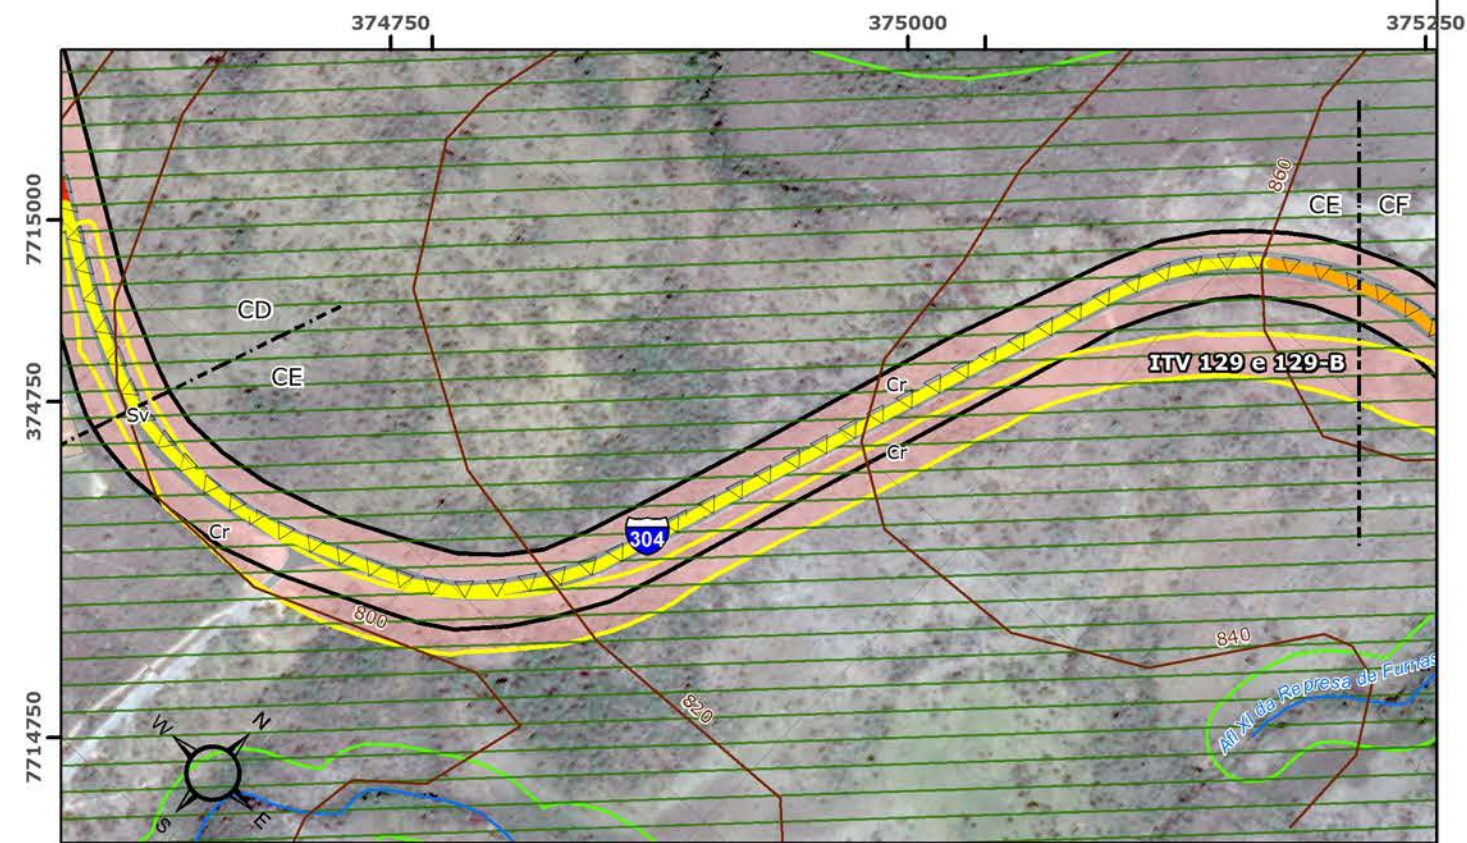 374750
375000
375250
7715000
374750
7714750
860
CE
CF
CD
CE
ITV 129 e 129-B
Cr
Sv
Cr
Cr
304
800
840
820
Afl XI da Represa de Furnas
W
N
S
E